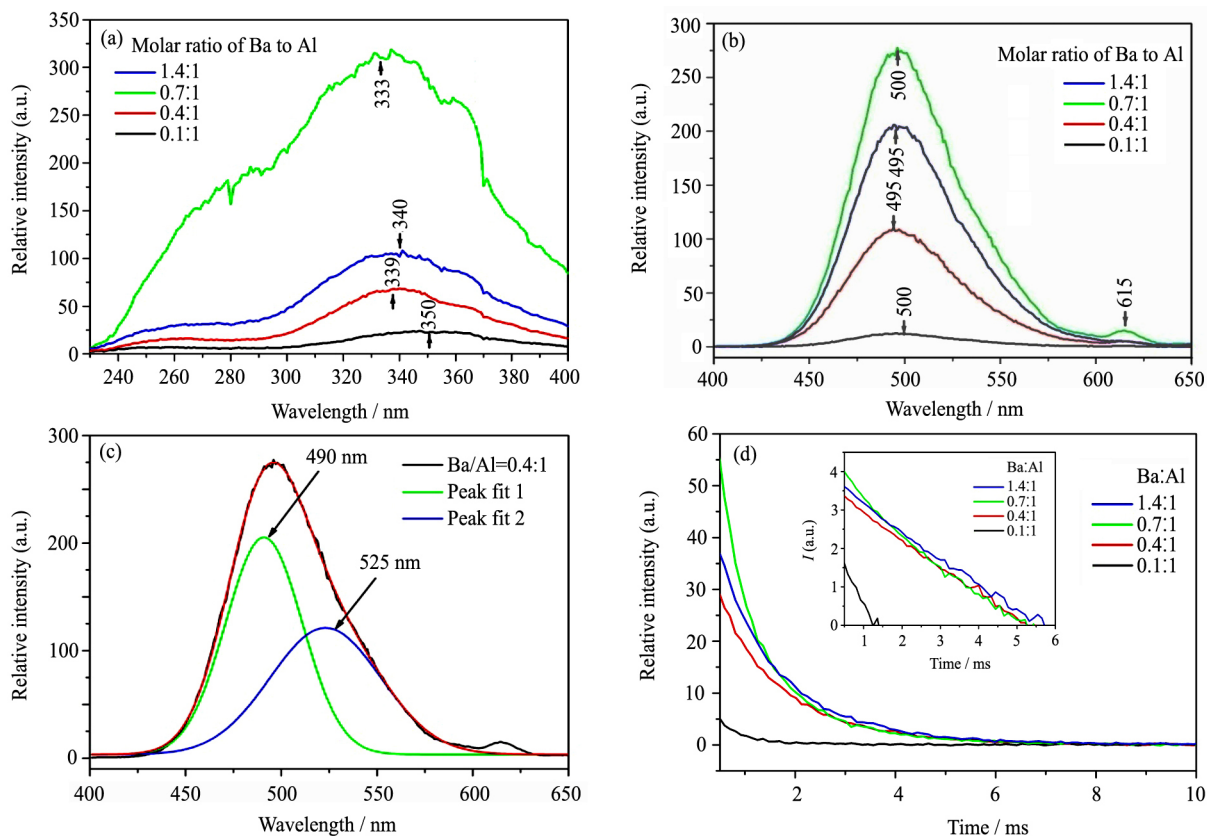 (a)
Molar ratio of Ba to Al
1.4∶1
0.7∶1
0.4∶1
0.1∶1
333
340
339
350
350
300
250
200
150
100
50
0
240 260 280 300 320 340 360 380 400
Relative intensity (a.u.)
Wavelength / nm
(b)
Molar ratio of Ba to Al
1.4∶1
0.7∶1
0.4∶1
0.1∶1
500
495
495
500
615
300
250
200
150
100
50
0
400 450 500 550 600 650
Relative intensity (a.u.)
Wavelength / nm
(c)
490 nm
525 nm
Ba/Al=0.4∶1
Peak fit 1
Peak fit 2
300
200
100
0
400 450 500 550 600 650
Relative intensity (a.u.)
Wavelength / nm
(d)
Ba∶Al
1.4∶1
0.7∶1
0.4∶1
0.1∶1
60
50
40
30
20
10
0
2 4 6 8 10
Relative intensity (a.u.)
Time / ms
Ba∶Al
1.4∶1
0.7∶1
0.4∶1
0.1∶1
4
3
2
1
0
1 2 3 4 5 6
I (a.u.)
Time / ms